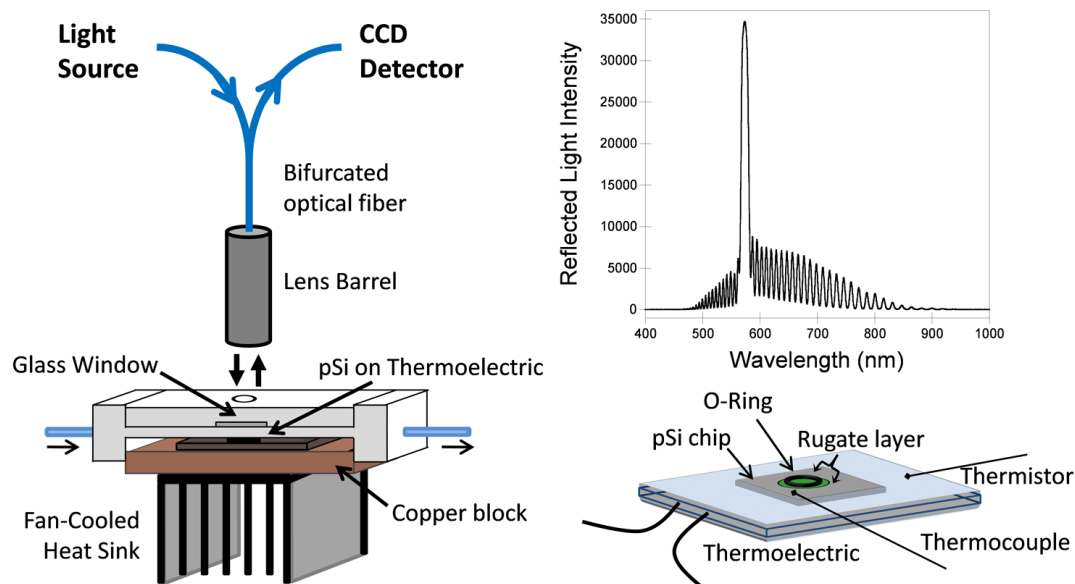 Light
Source
CCD
Detector
Bifurcated
optical fiber
Lens Barrel
Glass Window
pSi on Thermoelectric
Fan-Cooled
Heat Sink
Copper block
Reflected Light Intensity
35000
30000
25000
20000
15000
10000
5000
0
400 500 600 700 800 900 1000
Wavelength (nm)
O-Ring
pSi chip
Rugate layer
Thermistor
Thermoelectric
Thermocouple